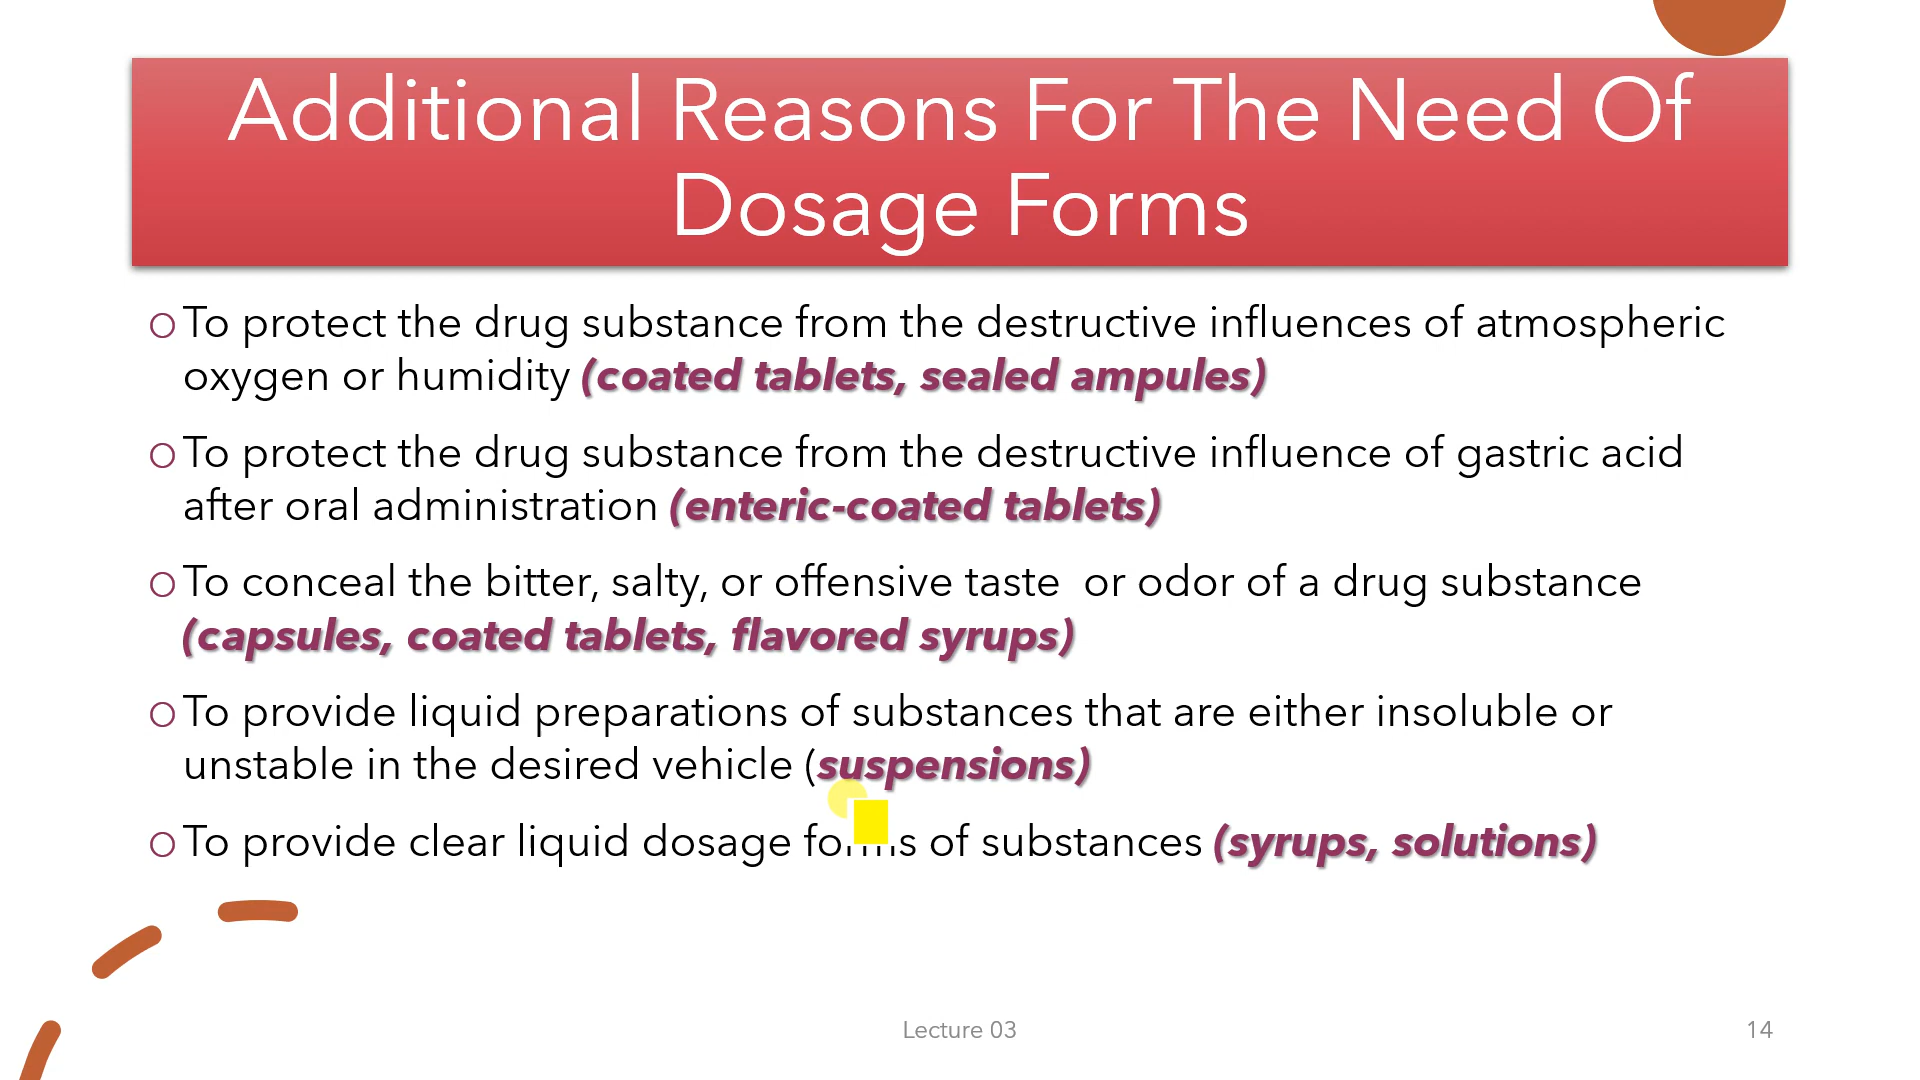 Additional Reasons For The Need Of
Dosage Forms
To protect the drug substance from the destructive influences of atmospheric
oxygen or humidity (coated tablets, sealed ampules)
To protect the drug substance from the destructive influence of gastric acid
after oral administration (enteric-coated tablets)
To conceal the bitter, salty, or offensive taste  or odor of a drug substance
(capsules, coated tablets, flavored syrups)
To provide liquid preparations of substances that are either insoluble or
unstable in the desired vehicle (suspensions)
To provide clear liquid dosage forms of substances (syrups, solutions)
Lecture 03
14